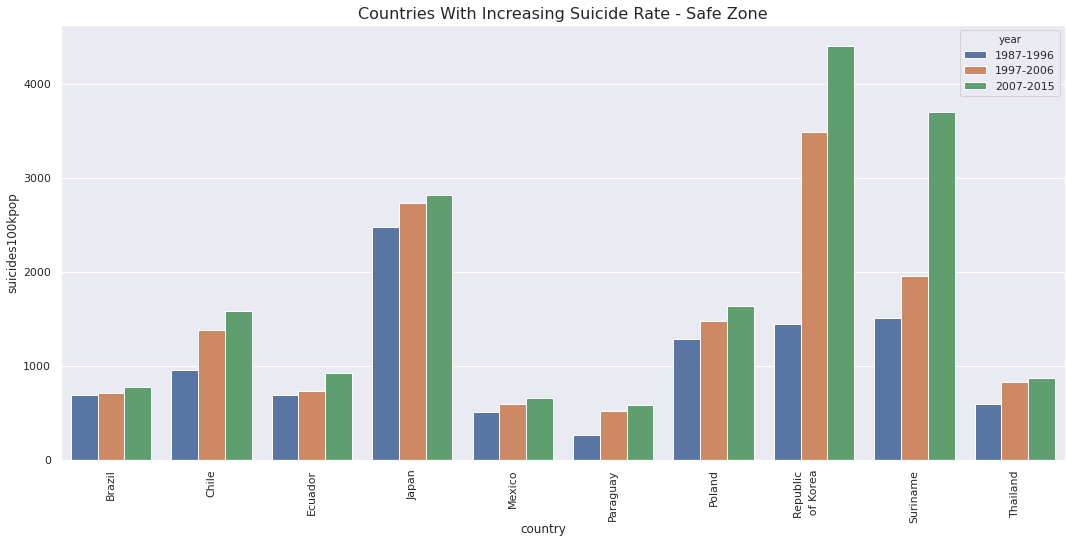 Countries With Increasing Suicide Rate - Safe Zone
year
1987-1996
1997-2006
2007-2015
suicides100kpop
4000
3000
2000
1000
0
Brazil
Chile
Ecuador
Japan
Mexico
Paraguay
Poland
Republic
of Korea
Suriname
Thailand
country